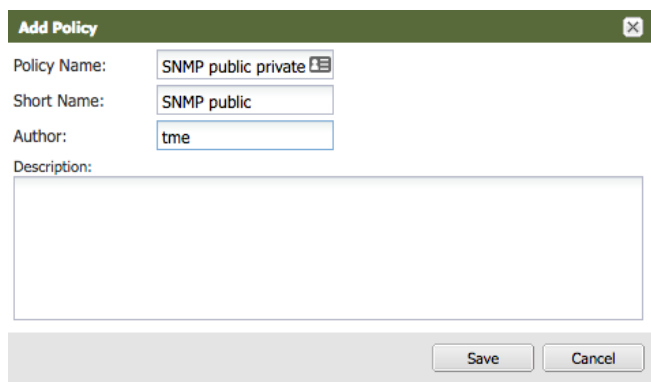 Add Policy
Policy Name: SNMP public private
Short Name: SNMP public
Author: tme
Description:
Save Cancel